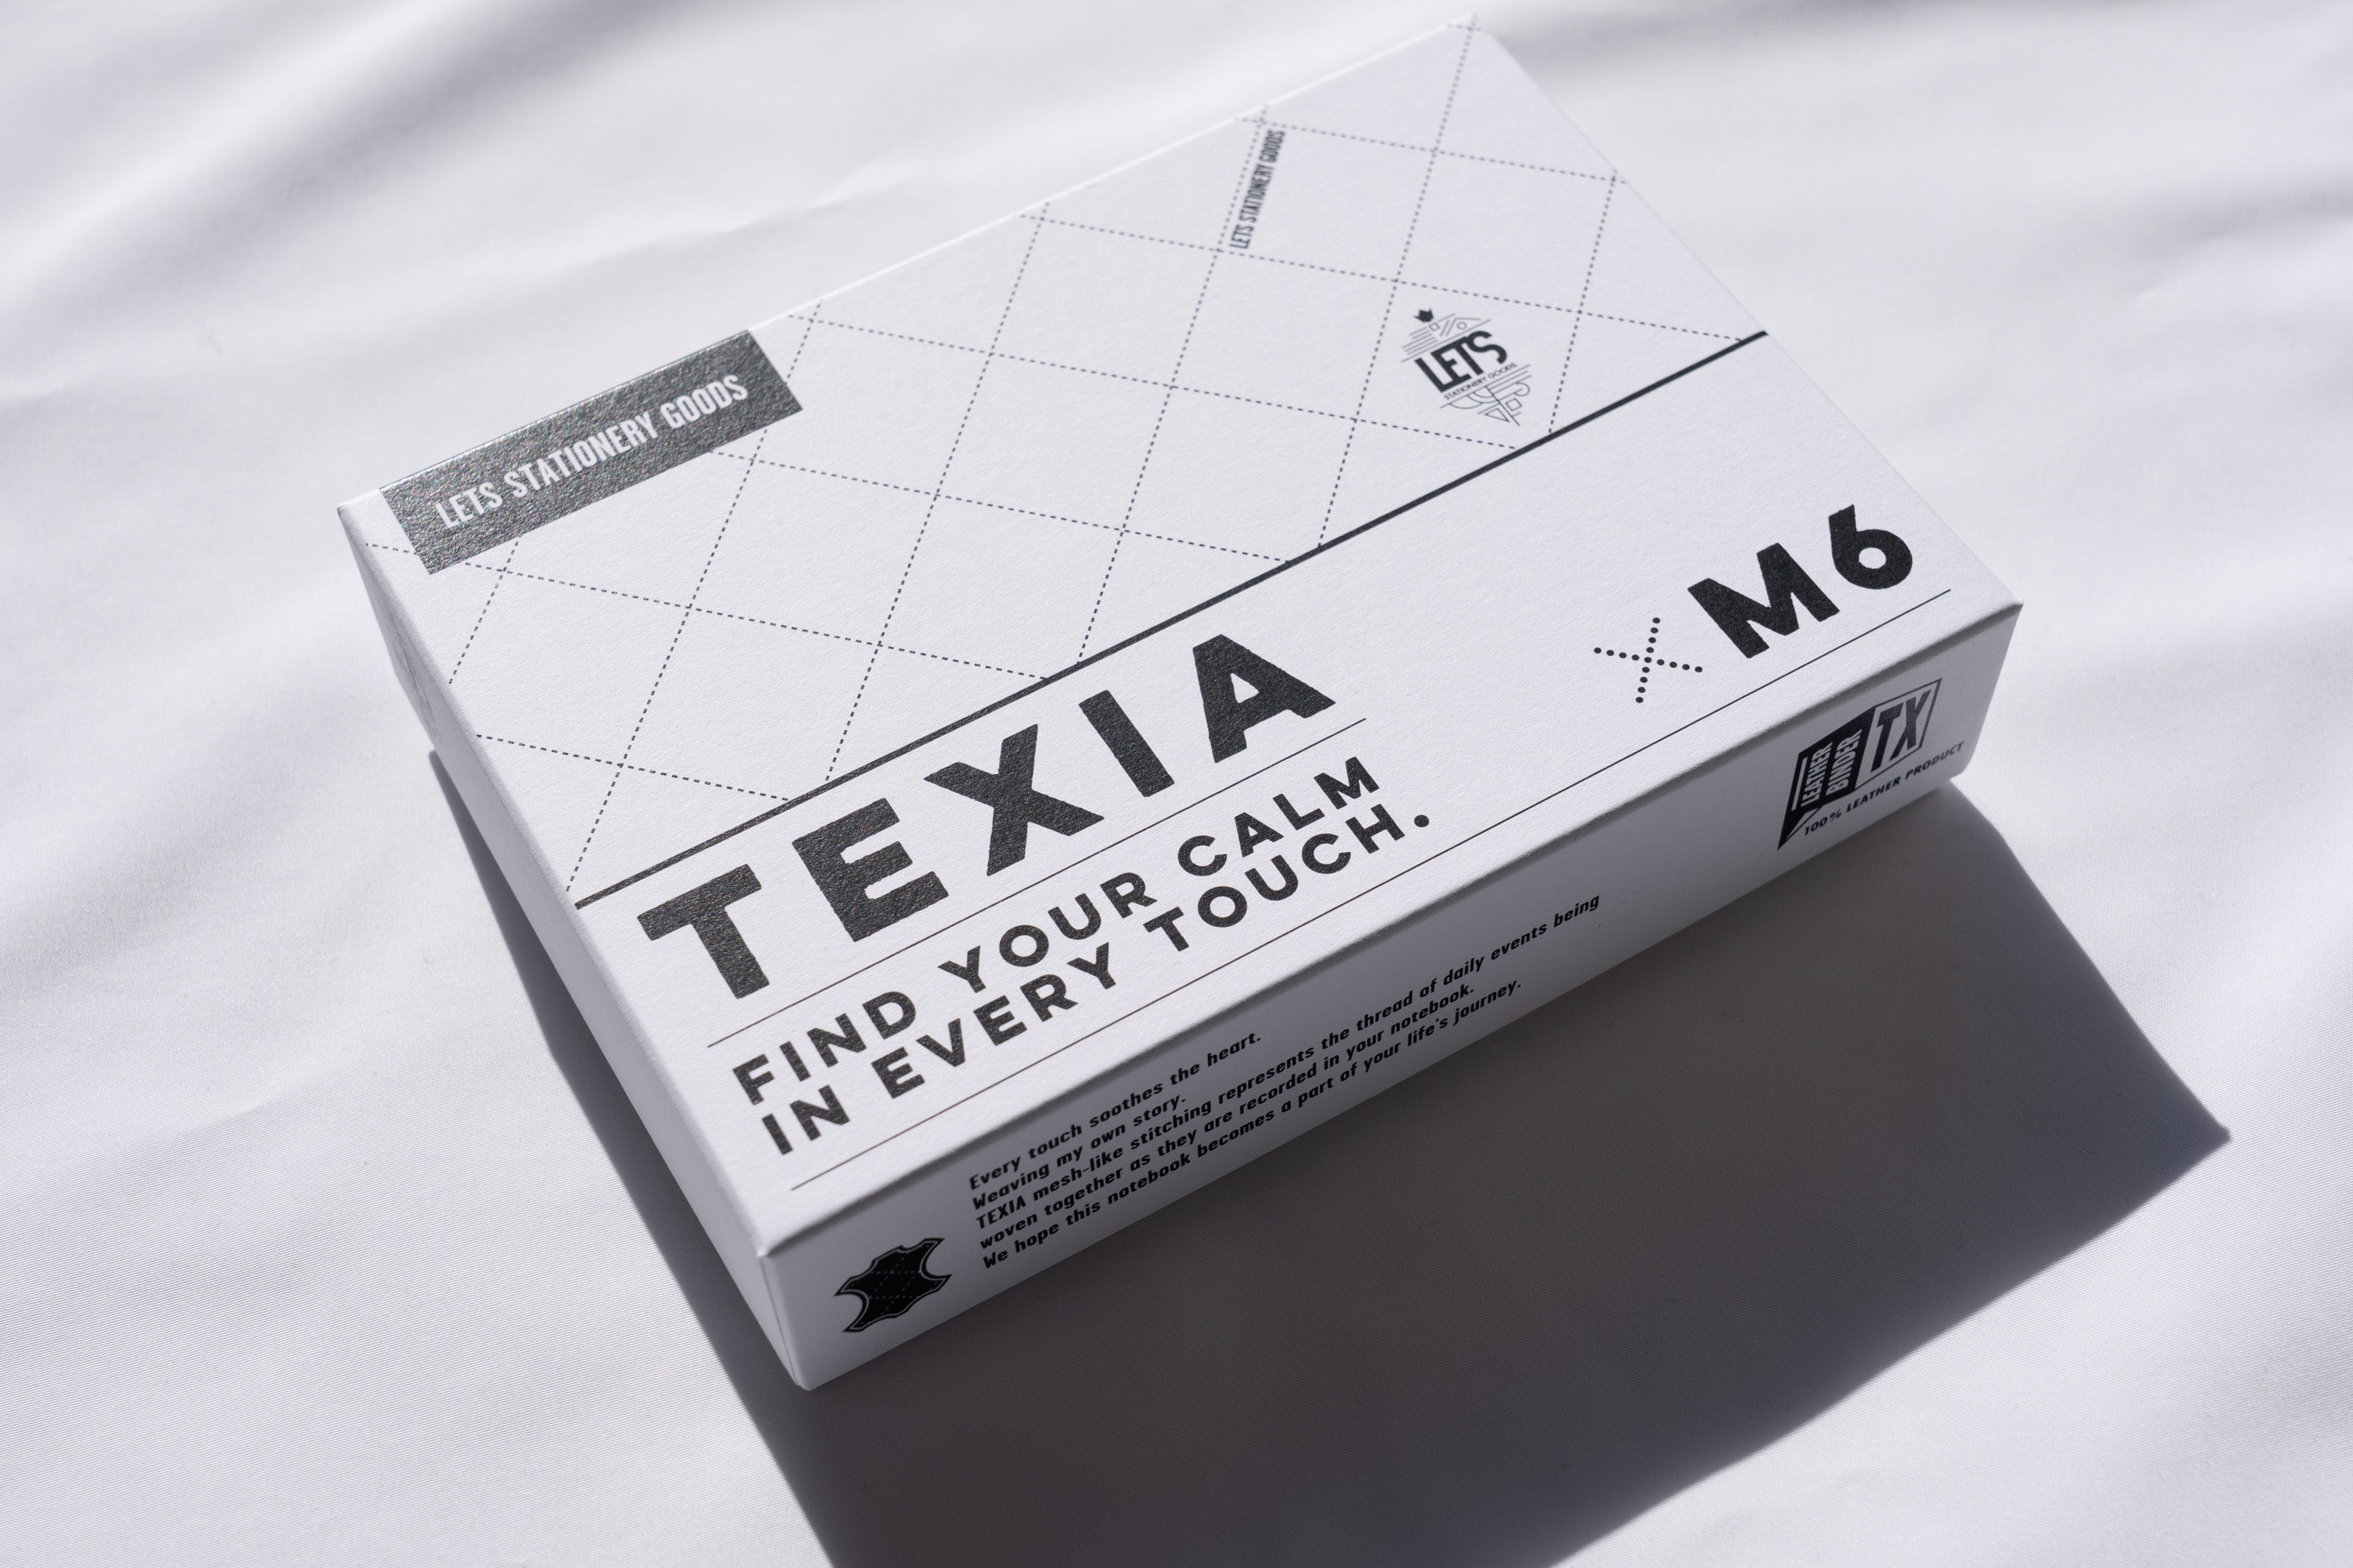 LETS STATIONERY GOODS
LETS STATIONERY GOODS
LETS
STATIONERY GOODS
TEXIA
M6
FIND YOUR CALM
IN EVERY TOUCH.
LEATHER
BINDER
TX
100% LEATHER PRODUCT
Every touch soothes the heart.
Weaving my own story.
TEXIA mesh-like stitching represents the thread of daily events being
woven together as they are recorded in your notebook.
We hope this notebook becomes a part of your life's journey.